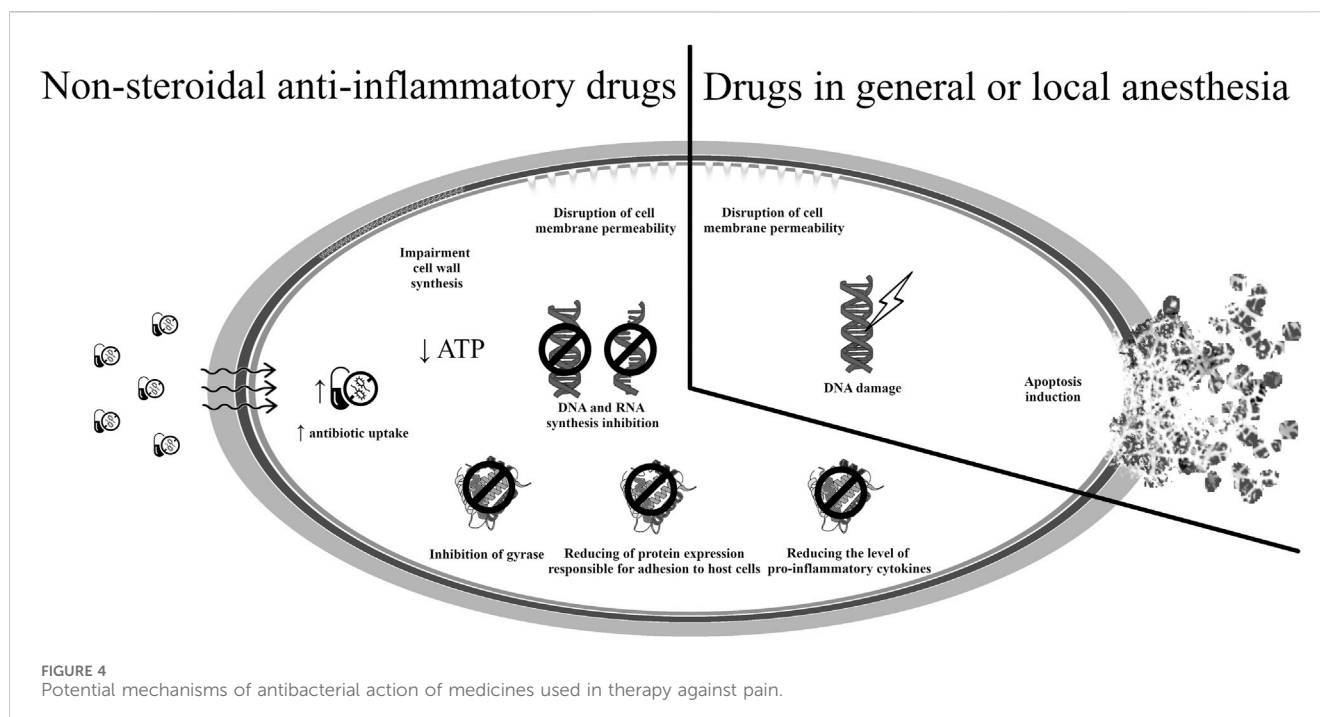 Non-steroidal anti-inflammatory drugs
Drugs in general or local anesthesia
Disruption of cell
membrane permeability
Disruption of cell
membrane permeability
Impairment
cell wall
synthesis
↓ ATP
DNA and RNA
synthesis inhibition
DNA damage
Apoptosis
induction
↑
↑ antibiotic uptake
Inhibition of gyrase
Reducing of protein expression
responsible for adhesion to host cells
Reducing the level of
pro-inflammatory cytokines
FIGURE 4
Potential mechanisms of antibacterial action of medicines used in therapy against pain.